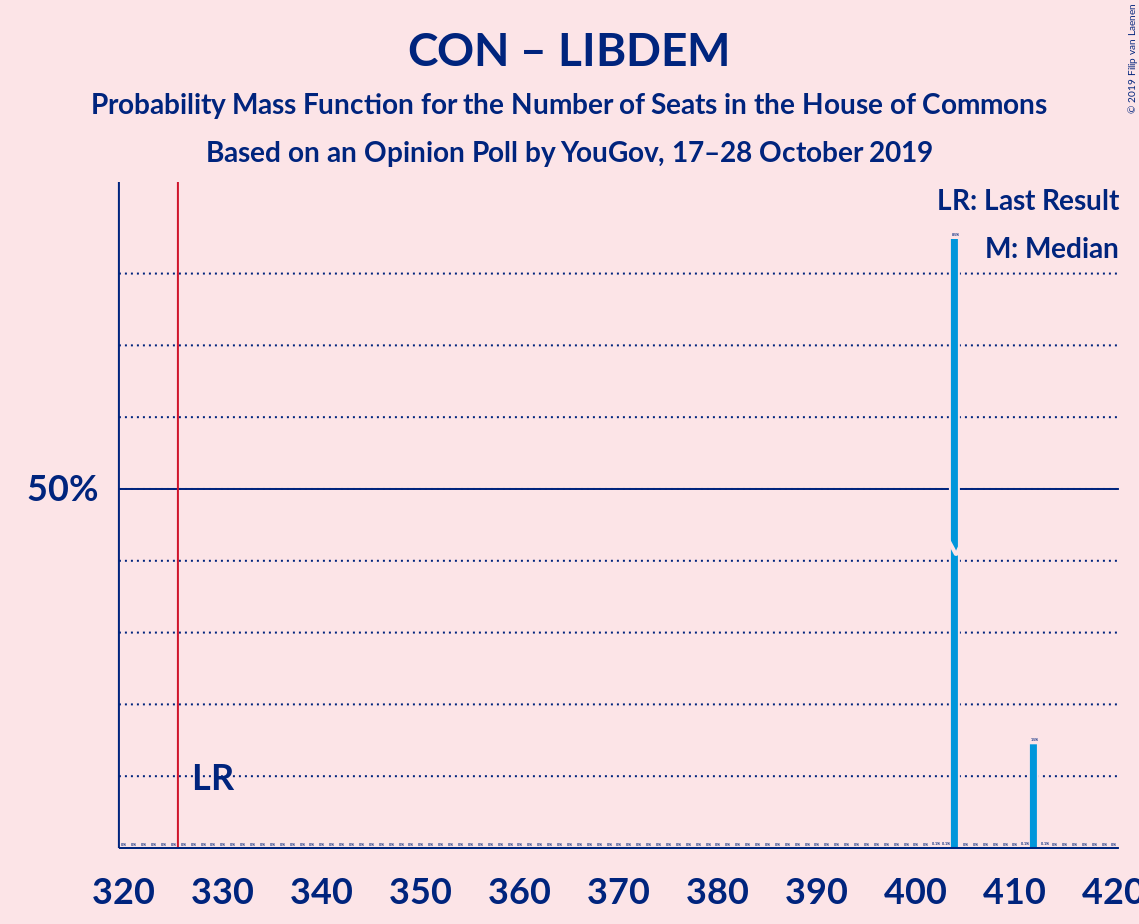 CON – LIBDEM
Probability Mass Function for the Number of Seats in the House of Commons
Based on an Opinion Poll by YouGov, 17–28 October 2019
© 2019 Filip van Laenen
LR: Last Result
M: Median
50%
LR
320 330 340 350 360 370 380 390 400 410 420